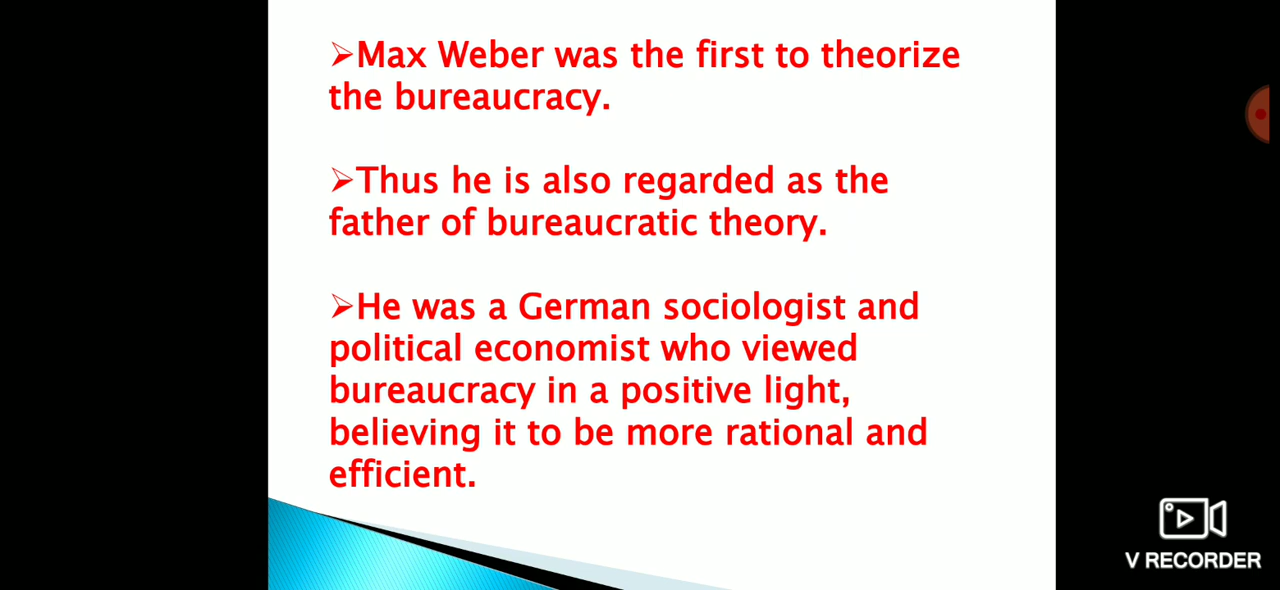 ➢Max Weber was the first to theorize
the bureaucracy.
➢Thus he is also regarded as the
father of bureaucratic theory.
➢He was a German sociologist and
political economist who viewed
bureaucracy in a positive light,
believing it to be more rational and
efficient.
V RECORDER